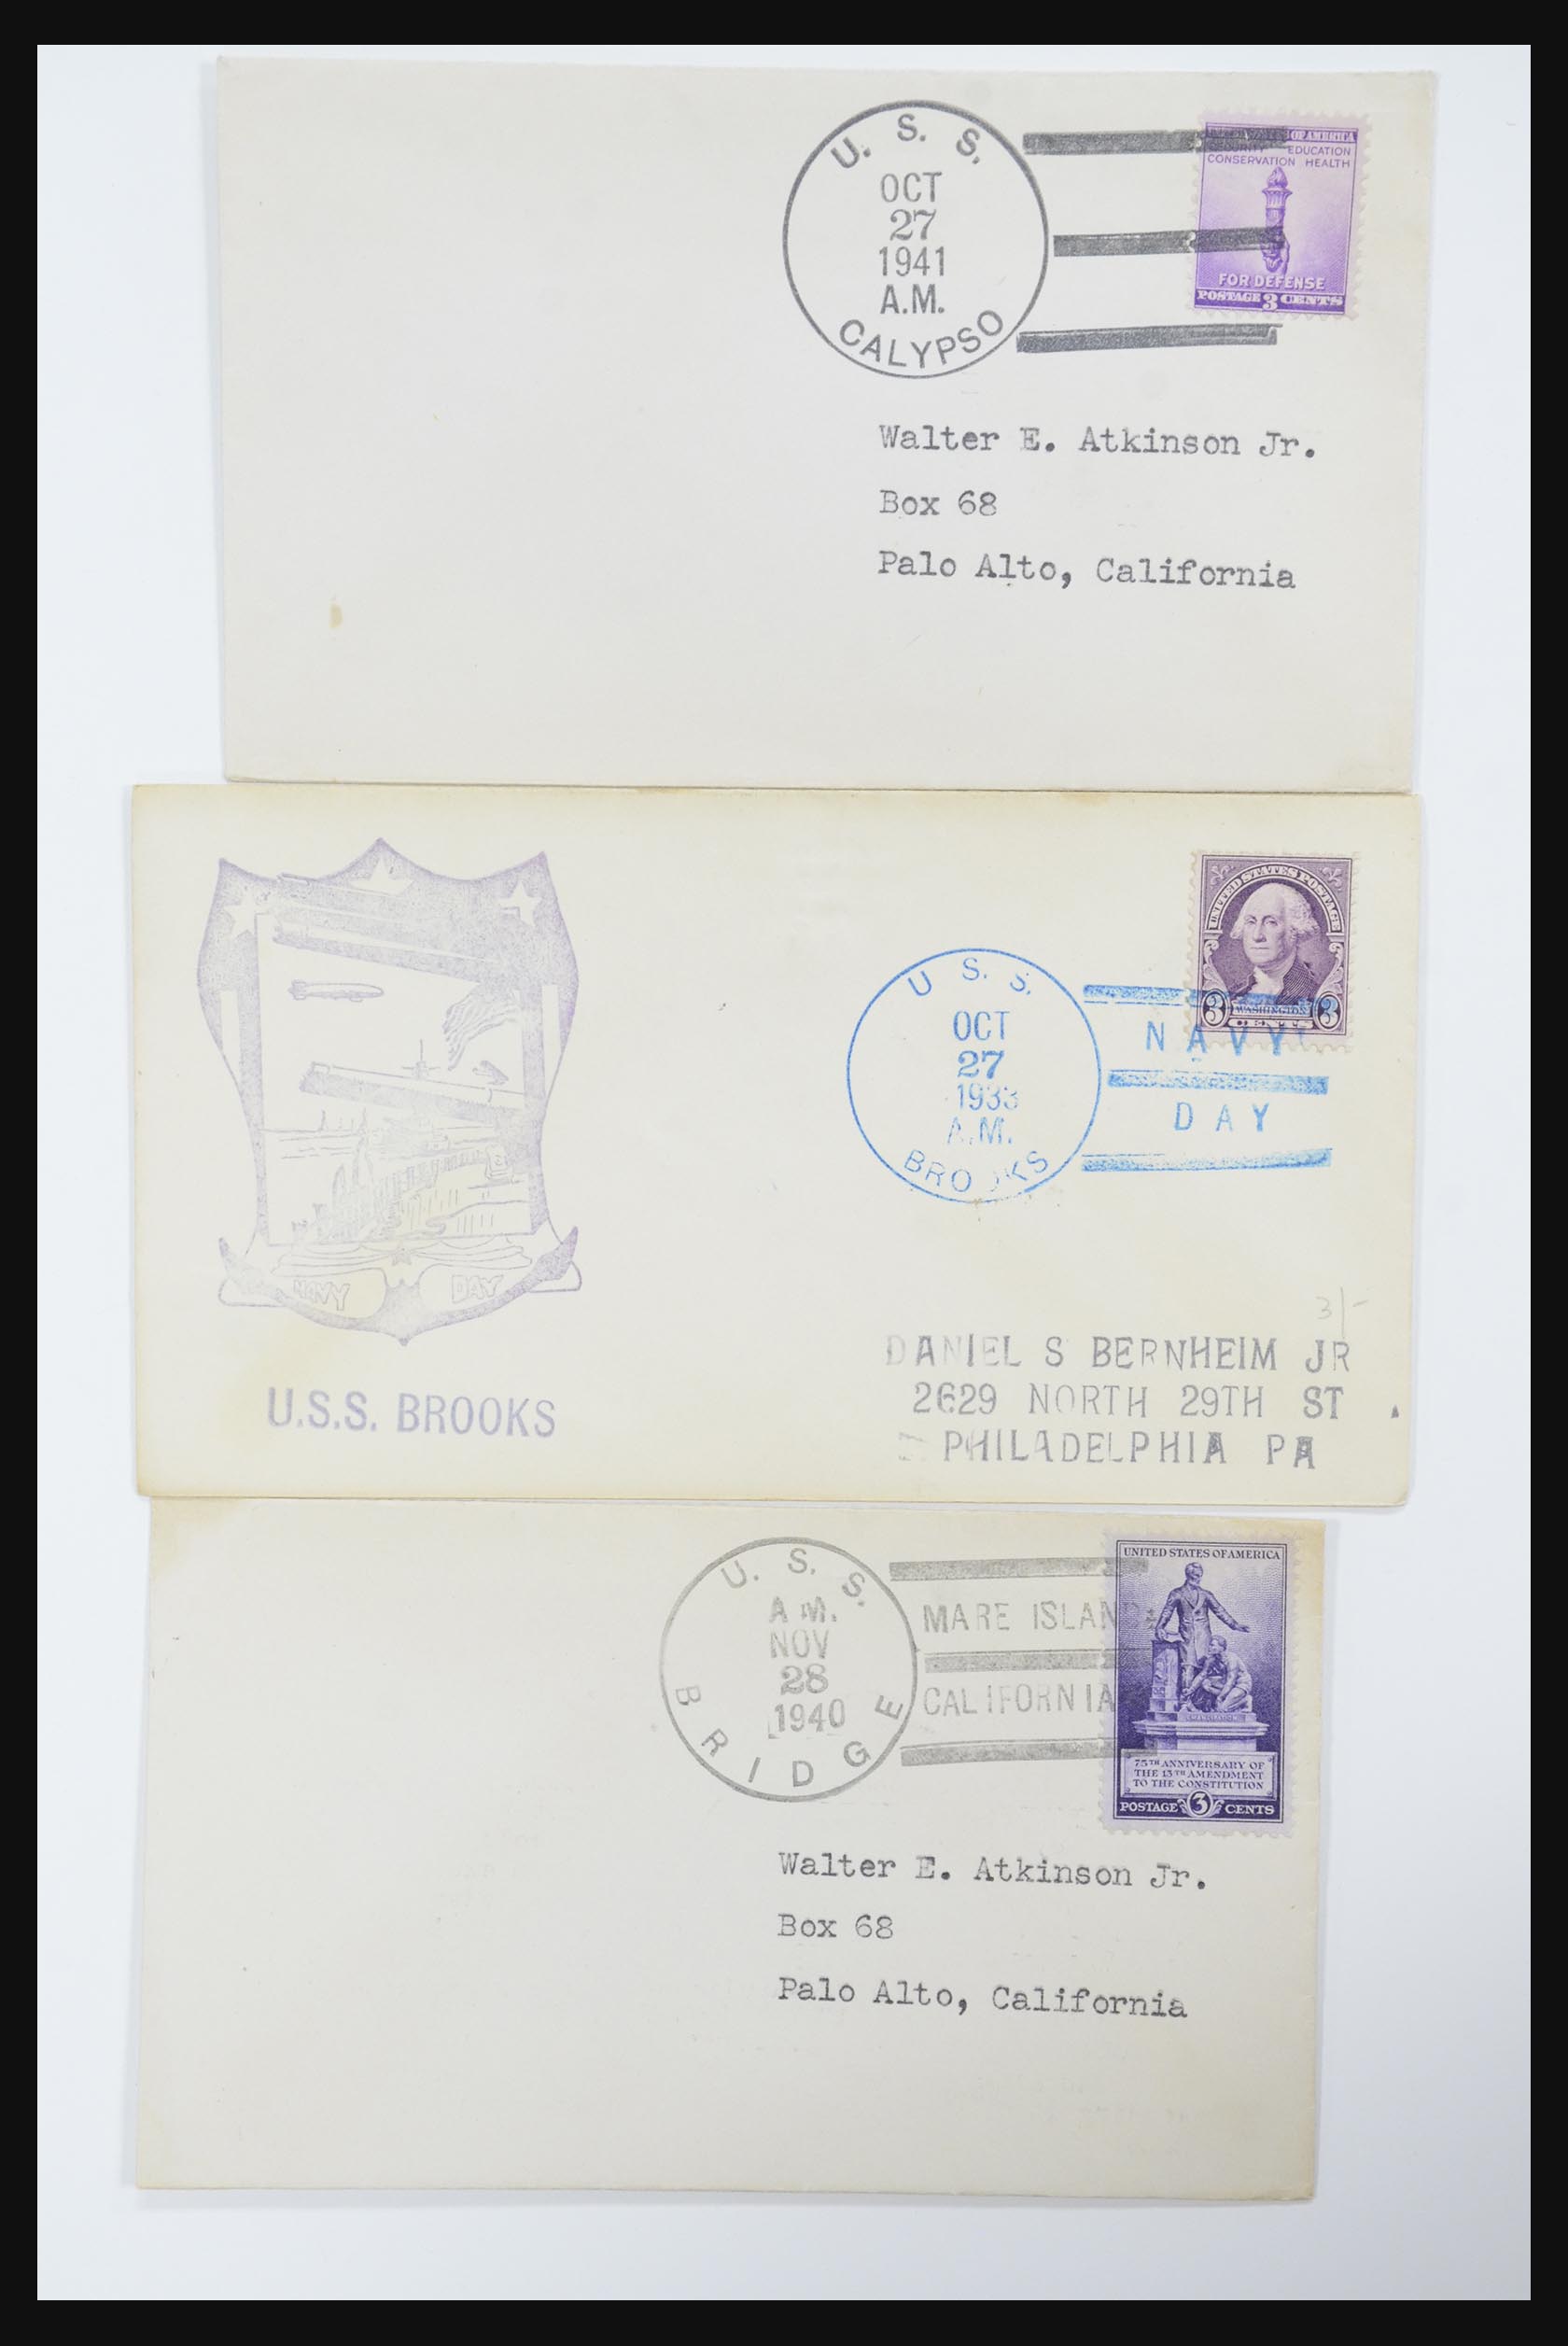 U. S. S.
OCT
27
1941
A.M.
CALYPSO
OF AMERICA
SECURITY EDUCATION
CONSERVATION HEALTH
FOR DEFENSE
POSTAGE 3 CENTS
Walter E. Atkinson Jr.
Box 68
Palo Alto, California
NAVY DAY
U.S.S. BROOKS
U S. S.
OCT
27
1933
A.M.
BROOKS
NAVY
DAY
UNITED STATES POSTAGE
3 WASHINGTON 3
CENTS
3/-
DANIEL S BERNHEIM JR
2629 NORTH 29TH ST
PHILADELPHIA PA
U. S. S.
A.M.
NOV
28
1940
BRIDGE
MARE ISLAND
CALIFORNIA
UNITED STATES OF AMERICA
75TH ANNIVERSARY OF
THE 13TH AMENDMENT
TO THE CONSTITUTION
POSTAGE 3 CENTS
Walter E. Atkinson Jr.
Box 68
Palo Alto, California